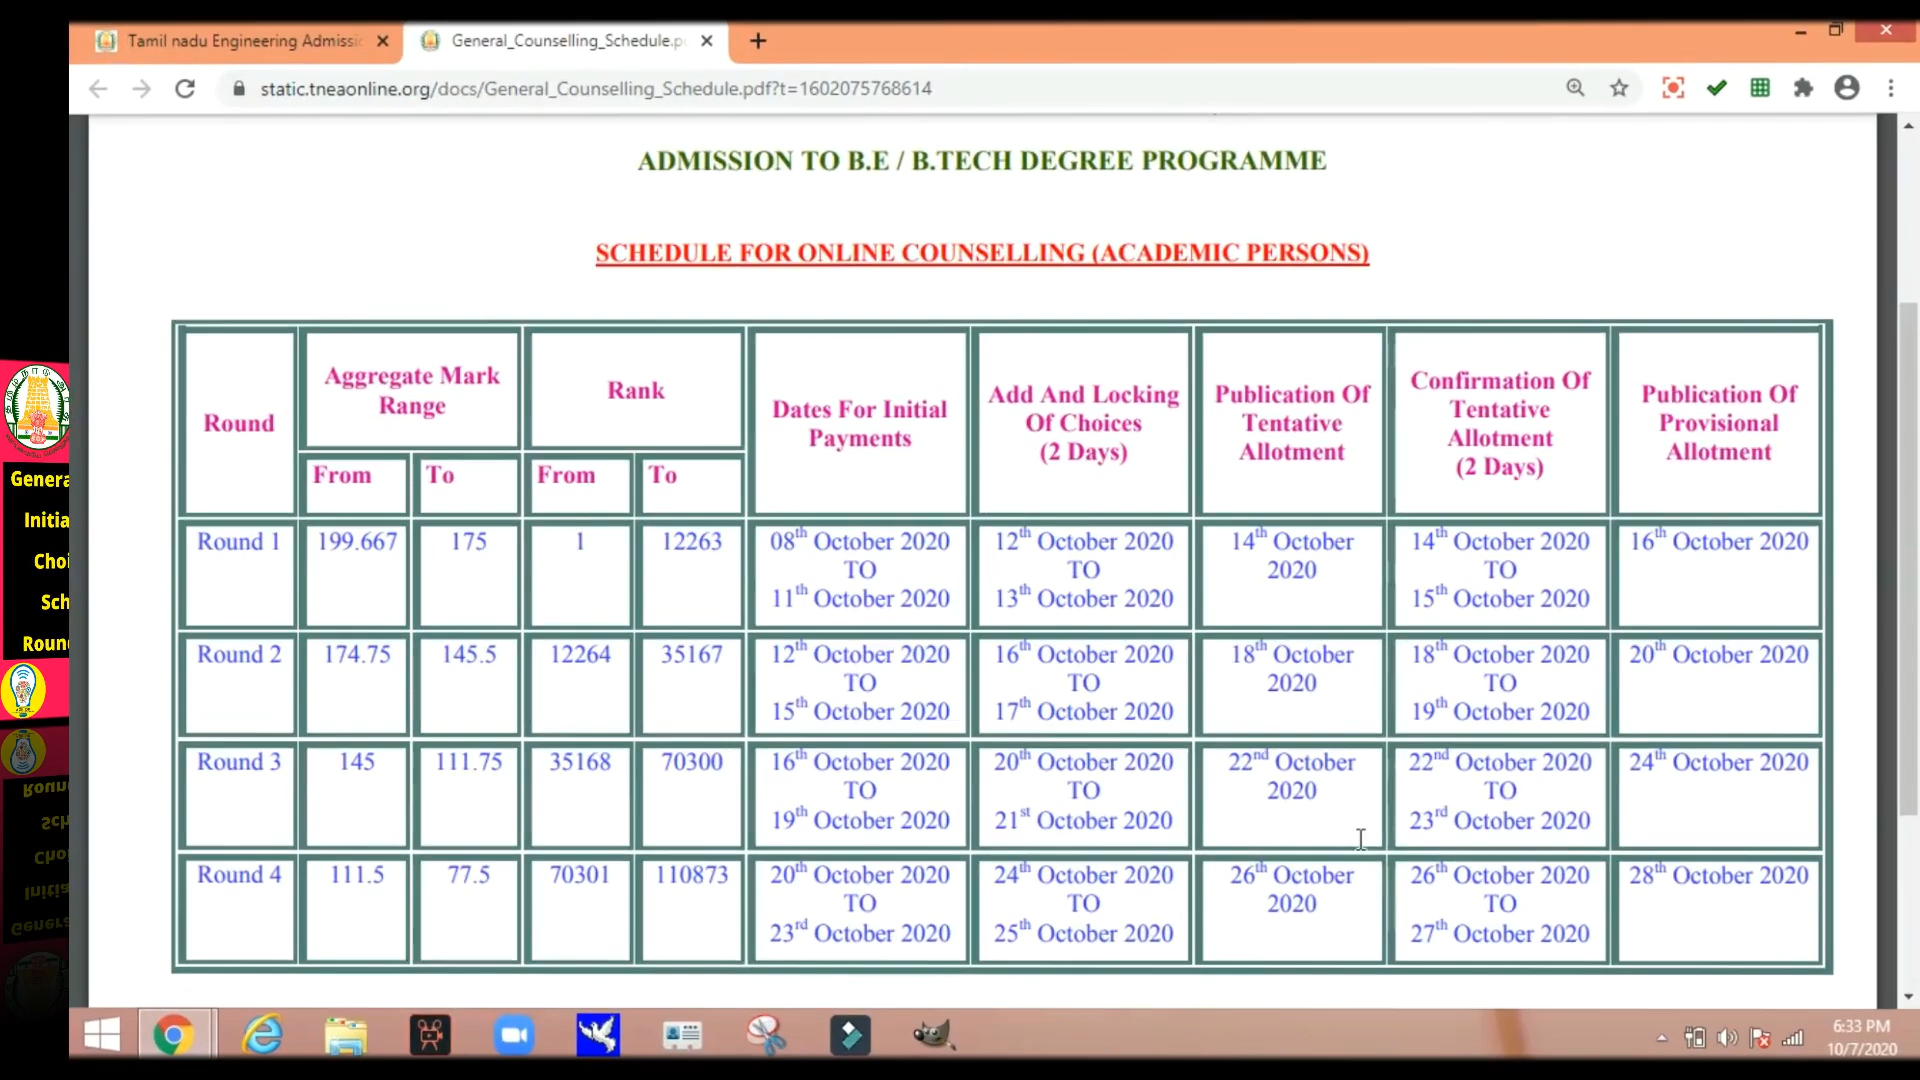 Tamil nadu Engineering Admissi
General_Counselling_Schedule.p
static.tneaonline.org/docs/General_Counselling_Schedule.pdf?t=1602075768614
ADMISSION TO B.E / B.TECH DEGREE PROGRAMME
SCHEDULE FOR ONLINE COUNSELLING (ACADEMIC PERSONS)
Round
Aggregate Mark
Range
Rank
Dates For Initial
Payments
Add And Locking
Of Choices
(2 Days)
Publication Of
Tentative
Allotment
Confirmation Of
Tentative
Allotment
(2 Days)
Publication Of
Provisional
Allotment
From To From To
Round 1 199.667 175 1 12263
08th October 2020
TO
11th October 2020
12th October 2020
TO
13th October 2020
14th October
2020
14th October 2020
TO
15th October 2020
16th October 2020
Round 2 174.75 145.5 12264 35167
12th October 2020
TO
15th October 2020
16th October 2020
TO
17th October 2020
18th October
2020
18th October 2020
TO
19th October 2020
20th October 2020
Round 3 145 111.75 35168 70300
16th October 2020
TO
19th October 2020
20th October 2020
TO
21st October 2020
22nd October
2020
22nd October 2020
TO
23rd October 2020
24th October 2020
Round 4 111.5 77.5 70301 110873
20th October 2020
TO
23rd October 2020
24th October 2020
TO
25th October 2020
26th October
2020
26th October 2020
TO
27th October 2020
28th October 2020
Genera
Initia
Choi
Sch
Roun
6:33 PM
10/7/2020